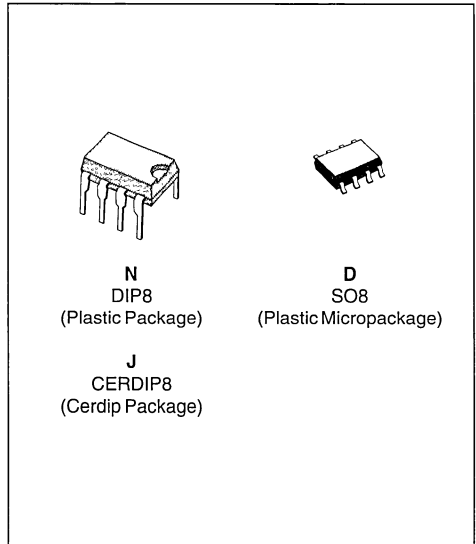 N
DIP8
(Plastic Package)
D
SO8
(Plastic Micropackage)
J
CERDIP8
(Cerdip Package)